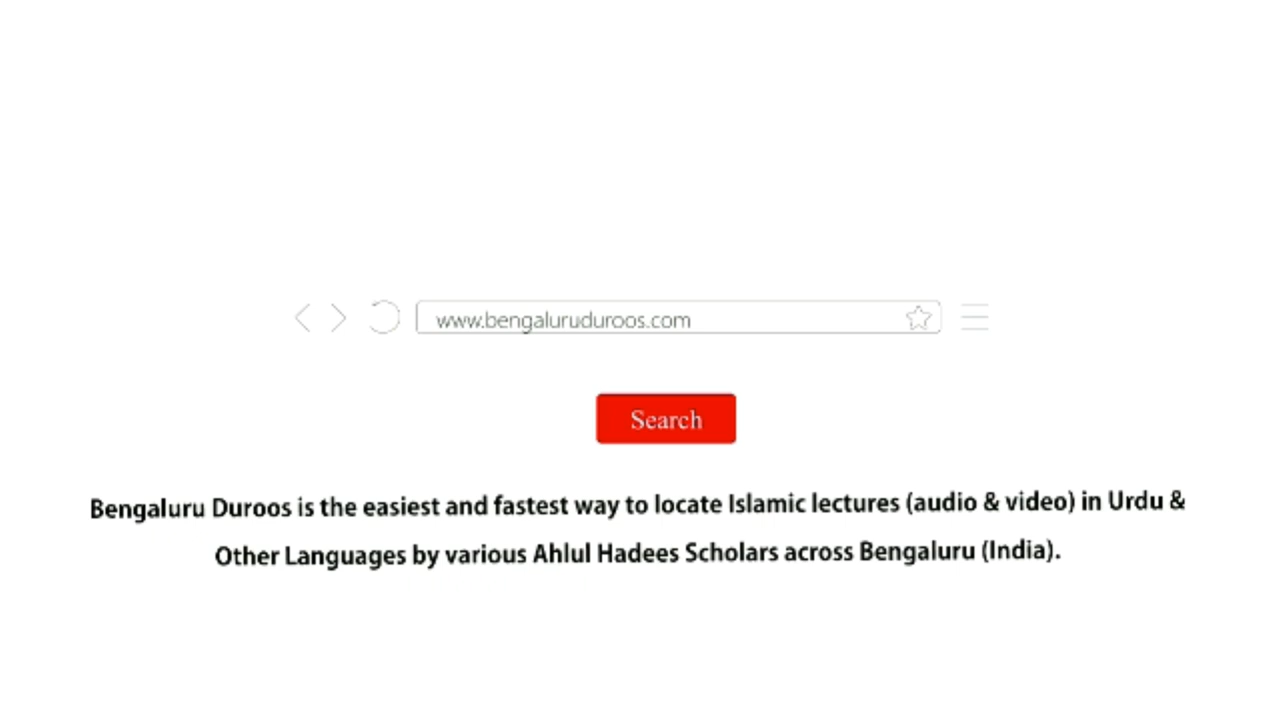 www.bengaluruduroos.com
Search
Bengaluru Duroos is the easiest and fastest way to locate Islamic lectures (audio & video) in Urdu &
Other Languages by various Ahlul Hadees Scholars across Bengaluru (India).